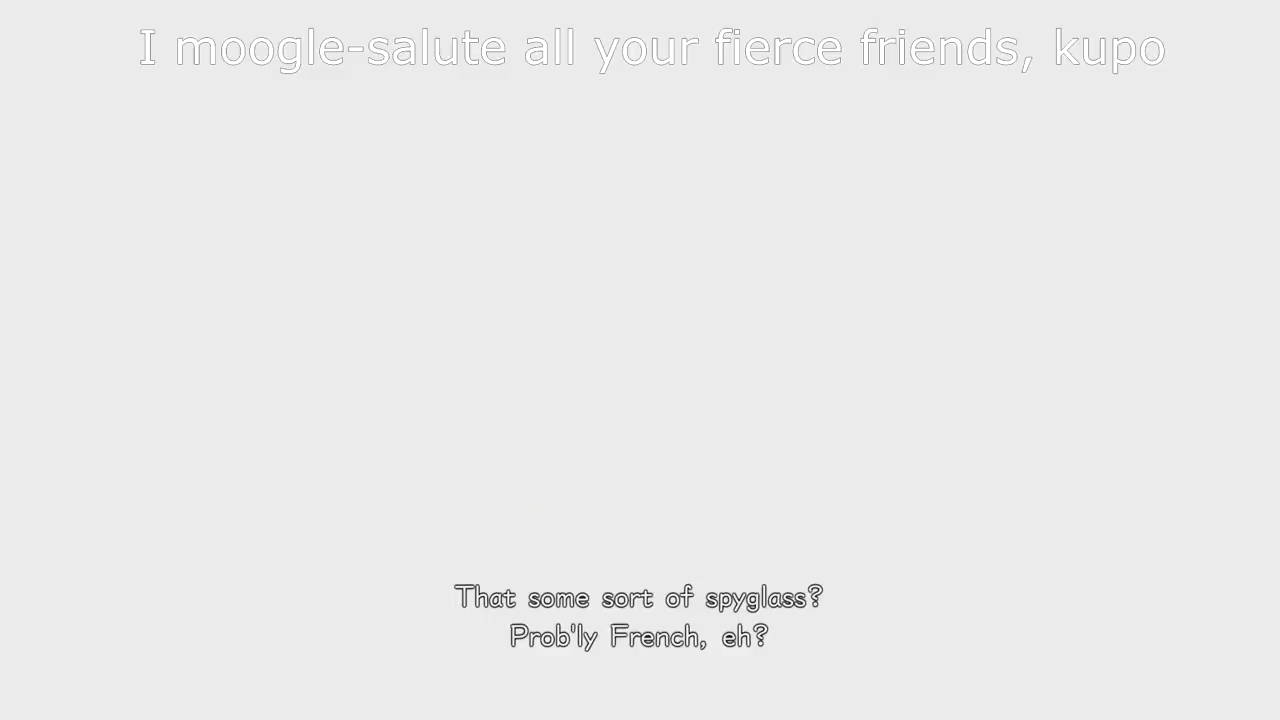 I moogle-salute all your fierce friends, kupo
That some sort of spyglass?
Prob'ly French, eh?